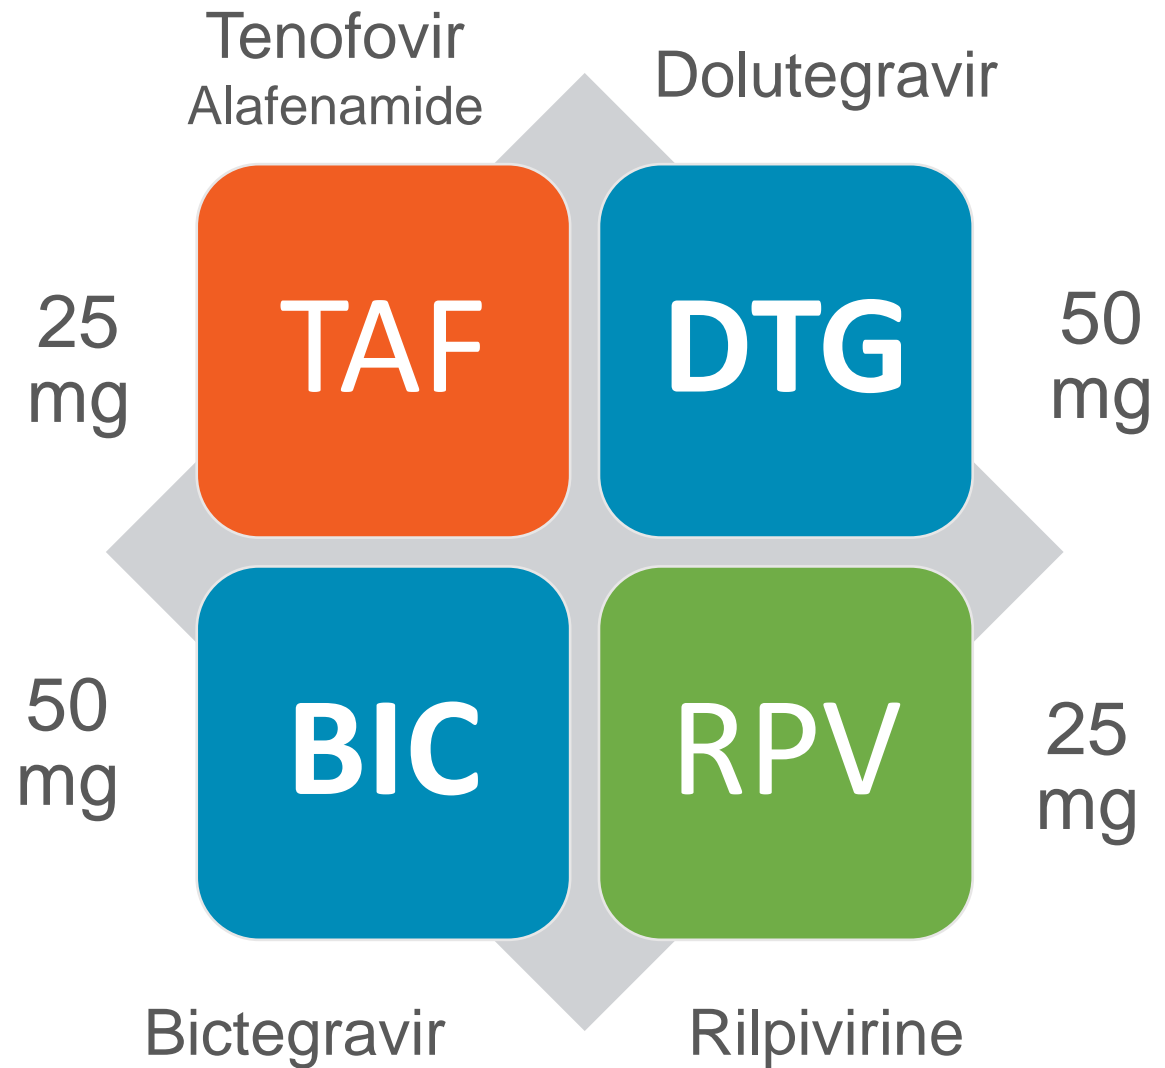 Tenofovir
Alafenamide
Dolutegravir
25
mg
TAF
DTG
50
mg
50
mg
BIC
RPV
25
mg
Bictegravir
Rilpivirine